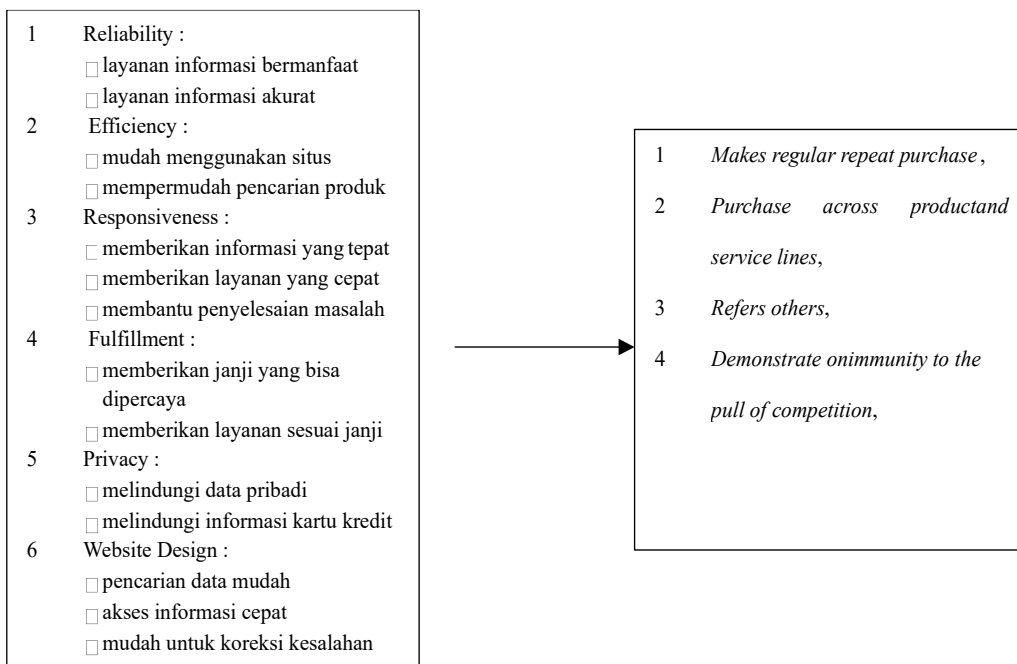 1 Reliability :
□ layanan informasi bermanfaat
□ layanan informasi akurat
2 Efficiency :
□ mudah menggunakan situs
□ mempermudah pencarian produk
3 Responsiveness :
□ memberikan informasi yang tepat
□ memberikan layanan yang cepat
□ membantu penyelesaian masalah
4 Fulfillment :
□ memberikan janji yang bisa
dipercaya
□ memberikan layanan sesuai janji
5 Privacy :
□ melindungi data pribadi
□ melindungi informasi kartu kredit
6 Website Design :
□ pencarian data mudah
□ akses informasi cepat
□ mudah untuk koreksi kesalahan
1 Makes regular repeat purchase,
2 Purchase across productand
service lines,
3 Refers others,
4 Demonstrate onimmunity to the
pull of competition,